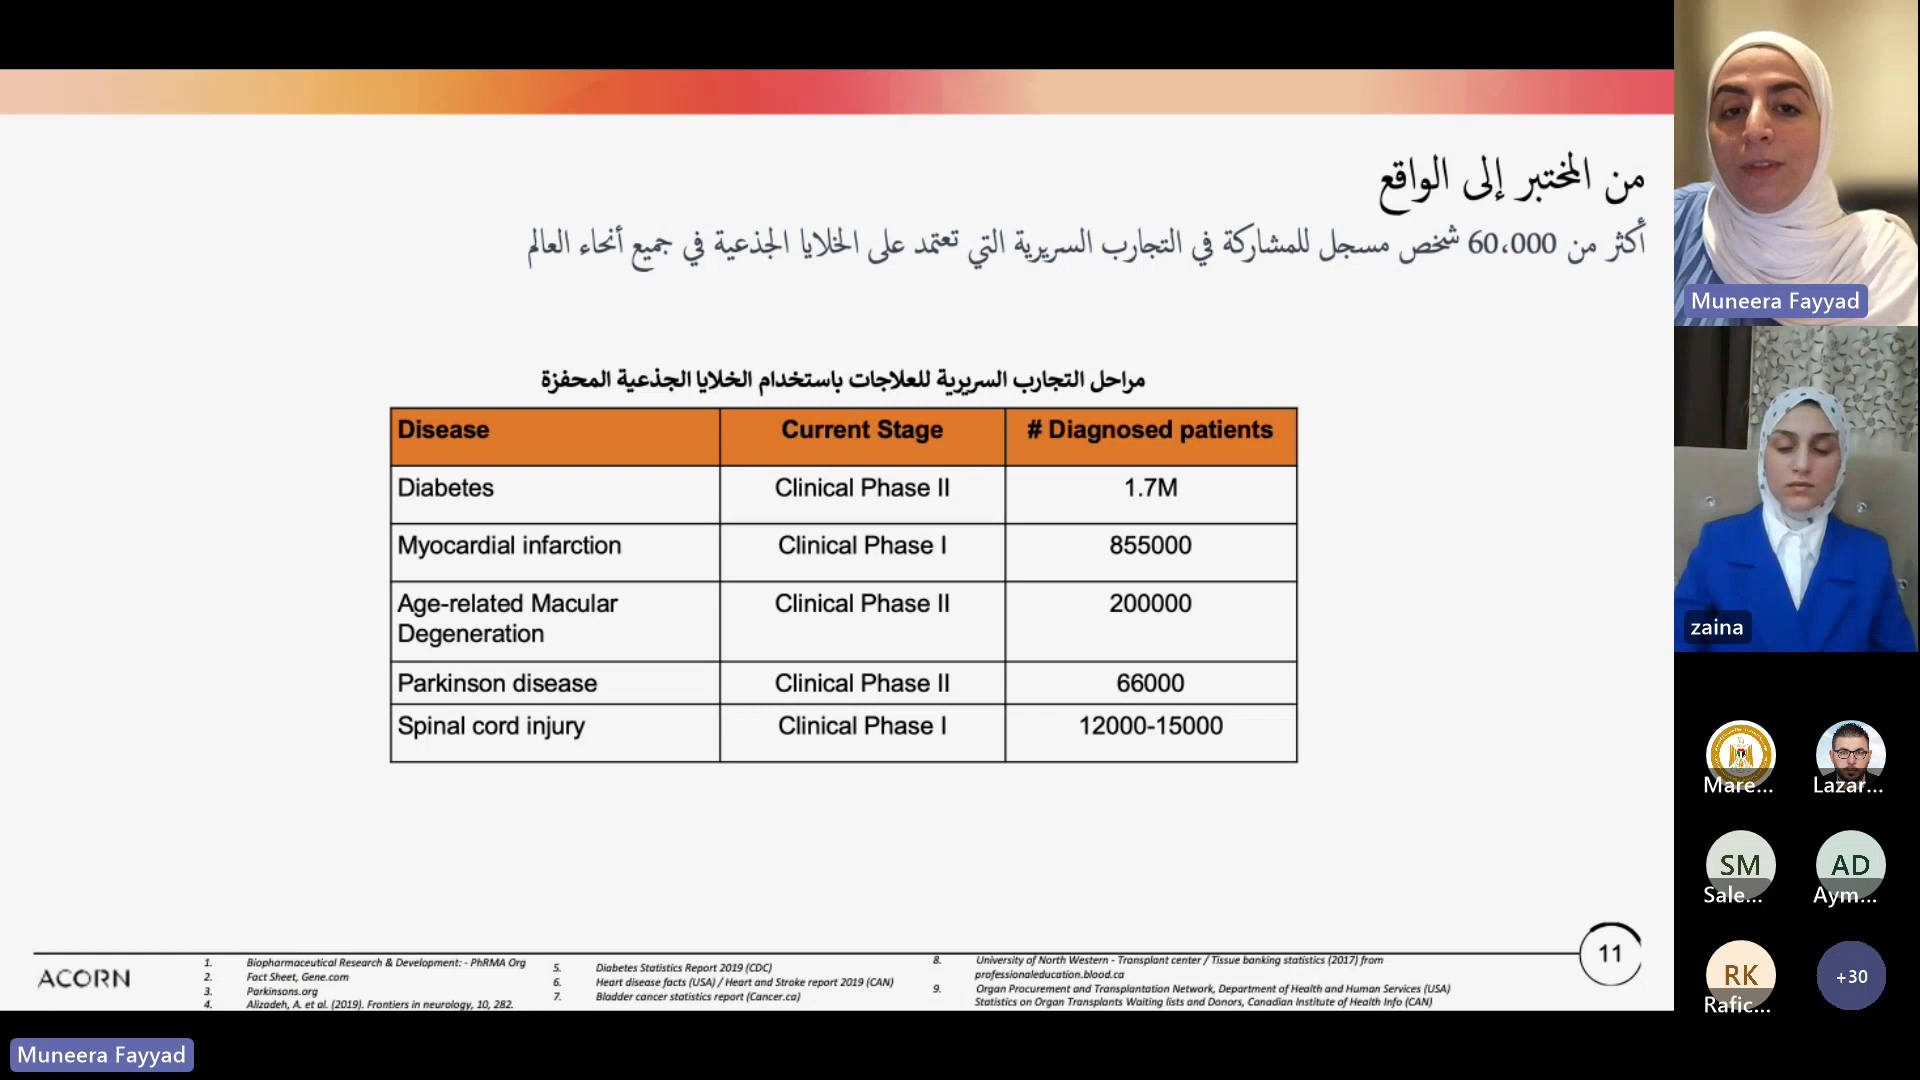 من المختبر إلى الواقع
أكثر من 60،000 شخص مسجل للمشاركة في التجارب السريرية التي تعتمد على الخلايا الجذعية في جميع أنحاء العالم
مراحل التجارب السريرية للعلاجات باستخدام الخلايا الجذعية المحفزة
Disease Current Stage # Diagnosed patients
Diabetes Clinical Phase II 1.7M
Myocardial infarction Clinical Phase I 855000
Age-related Macular Degeneration Clinical Phase II 200000
Parkinson disease Clinical Phase II 66000
Spinal cord injury Clinical Phase I 12000-15000
ACORN
1. Biopharmaceutical Research & Development: - PhRMA Org
2. Fact Sheet, Gene.com
3. Parkinsons.org
4. Alizadeh, A. et al. (2019). Frontiers in neurology, 10, 282.
5. Diabetes Statistics Report 2019 (CDC)
6. Heart disease facts (USA) / Heart and Stroke report 2019 (CAN)
7. Bladder cancer statistics report (Cancer.ca)
8. University of North Western - Transplant center / Tissue banking statistics (2017) from
professionaleducation.blood.ca
9. Organ Procurement and Transplantation Network, Department of Health and Human Services (USA)
Statistics on Organ Transplants Waiting lists and Donors, Canadian Institute of Health Info (CAN)
11
Muneera Fayyad
zaina
Mare... Lazar...
SM AD
Sale... Aym...
RK +30
Rafic...
Muneera Fayyad